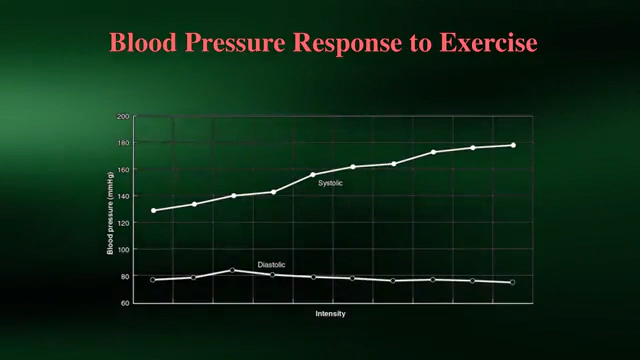 Blood Pressure Response to Exercise
200
180
160
140
120
100
80
60
Blood pressure (mmHg)
Systolic
Diastolic
Intensity